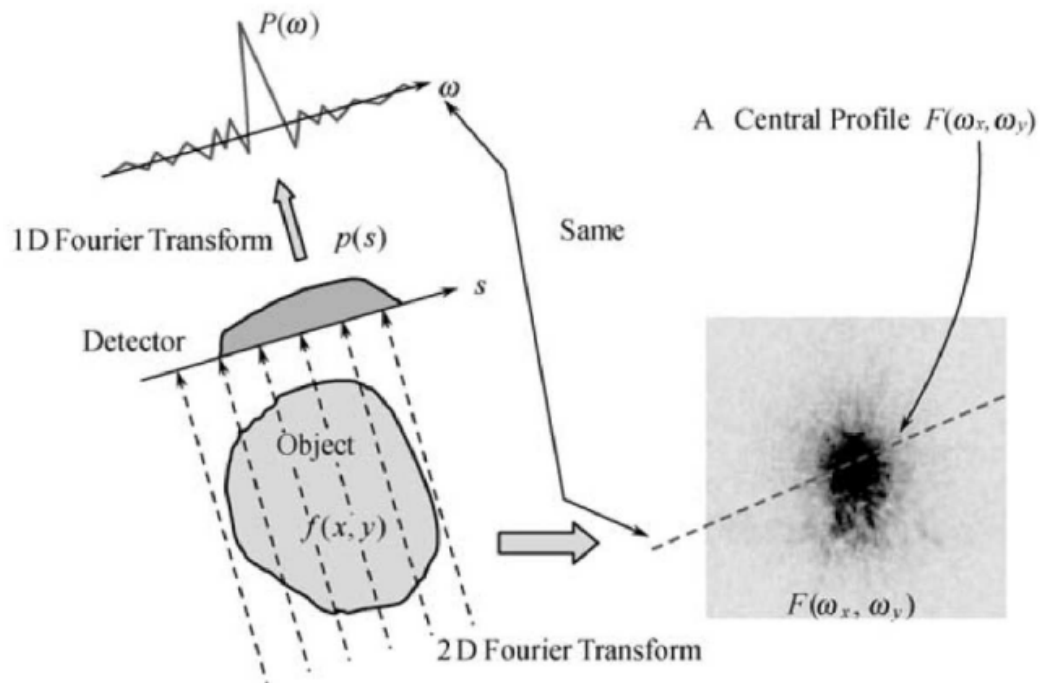 P(ω)
ω
A Central Profile F(ωx, ωy)
1D Fourier Transform
p(s)
Same
s
Detector
Object
f(x, y)
F(ωx, ωy)
2D Fourier Transform